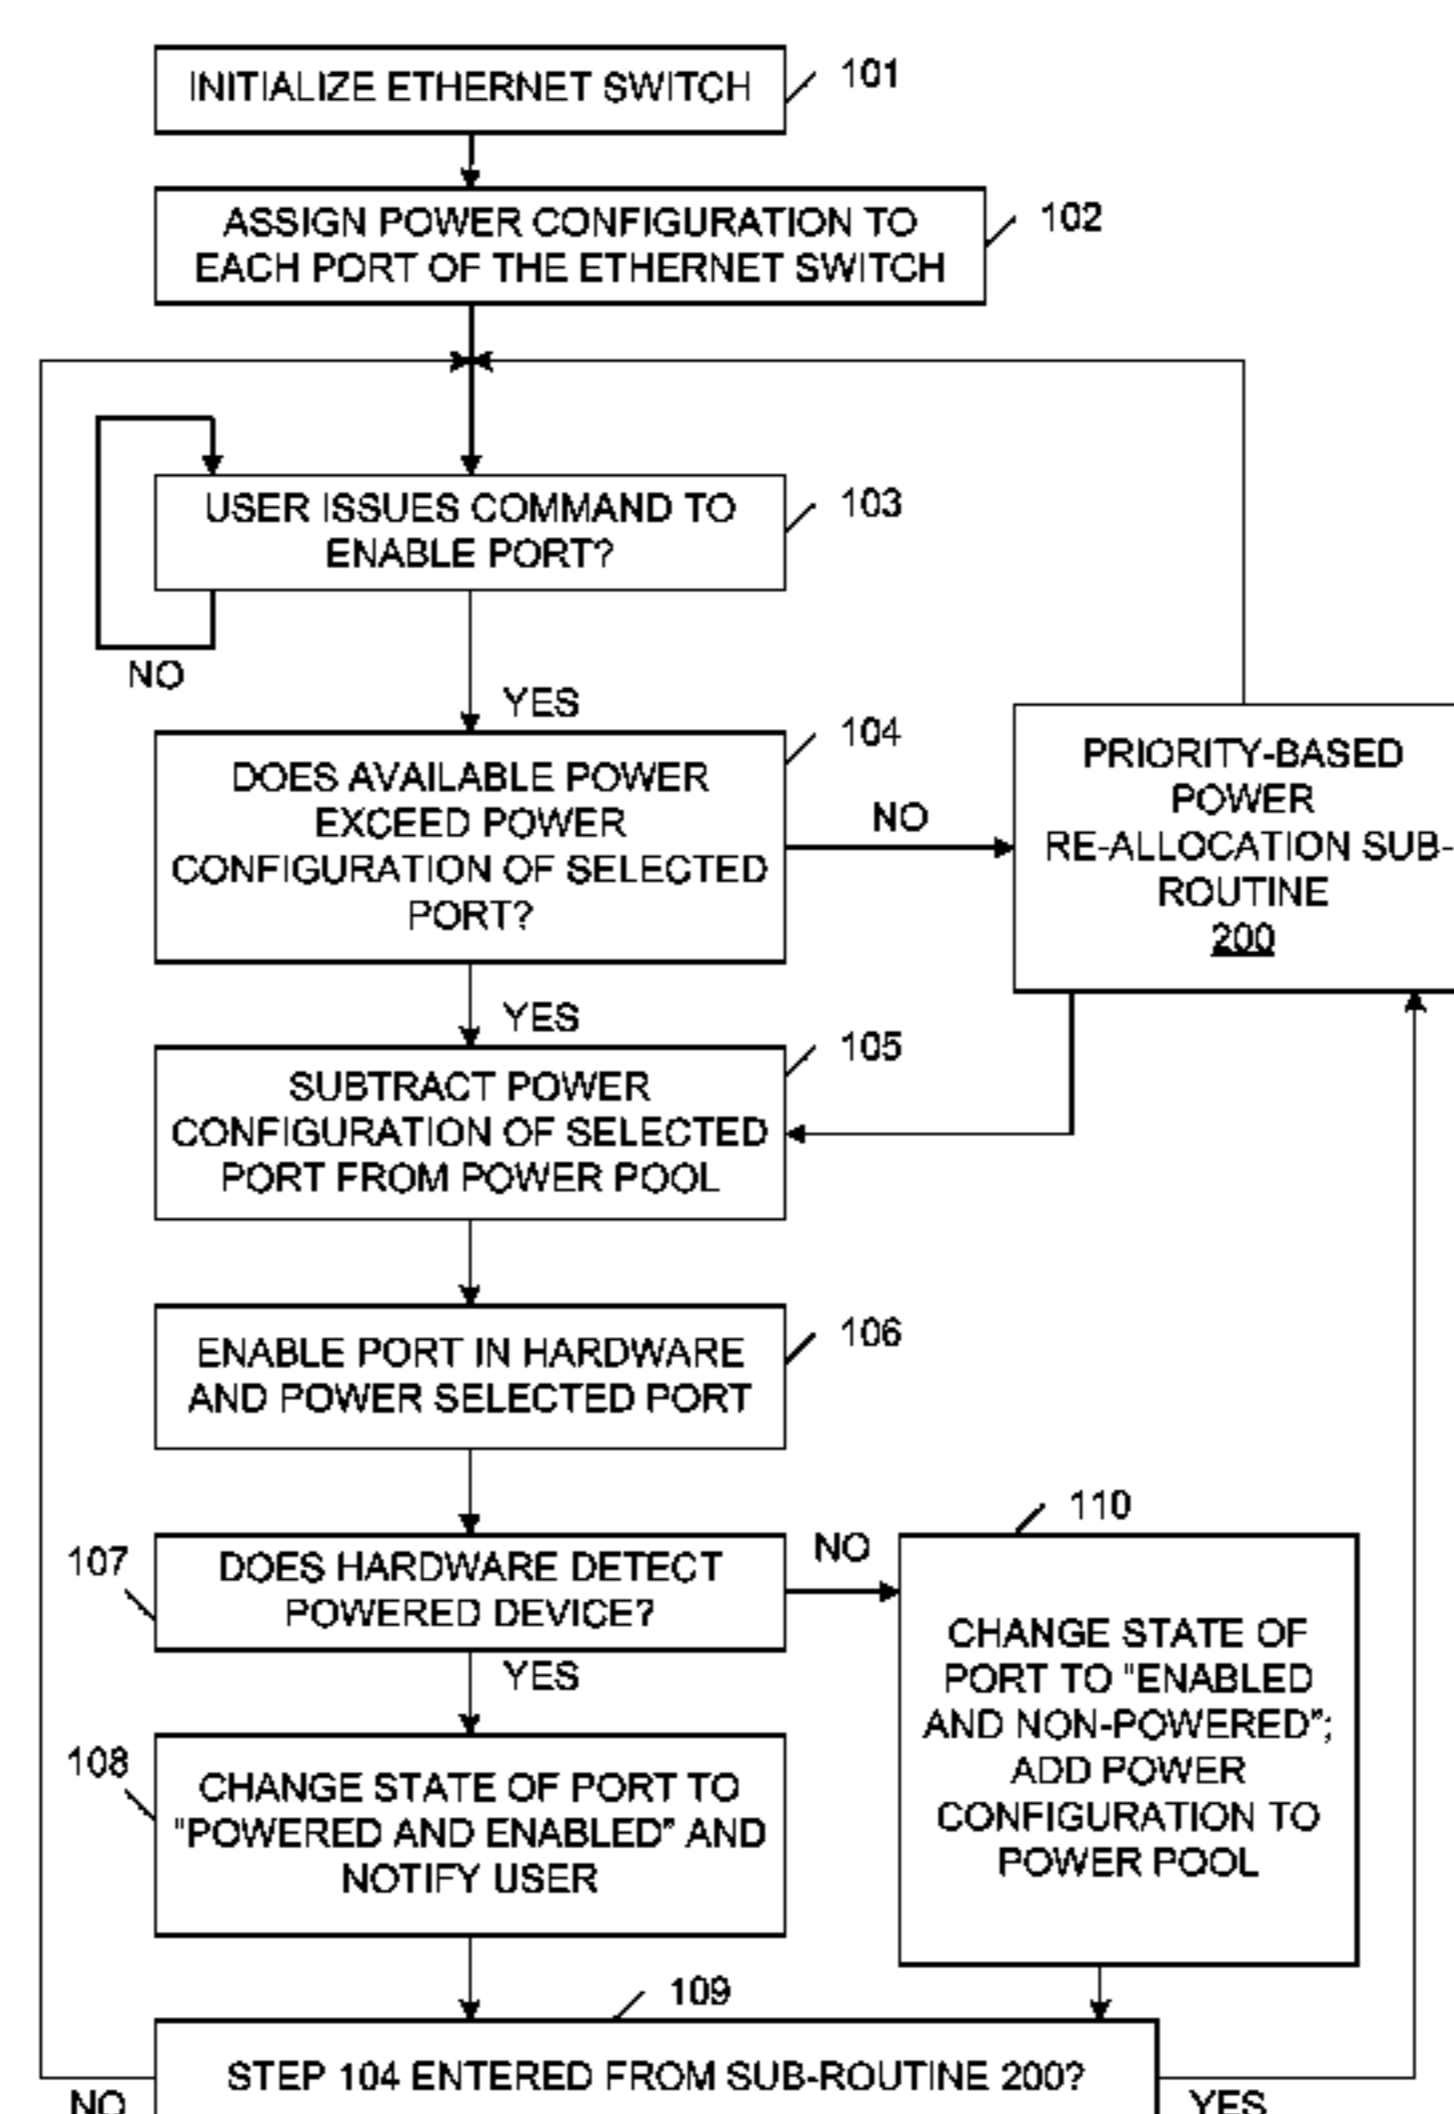 INITIALIZE ETHERNET SWITCH
101
ASSIGN POWER CONFIGURATION TO
EACH PORT OF THE ETHERNET SWITCH
102
USER ISSUES COMMAND TO
ENABLE PORT?
103
NO
YES
DOES AVAILABLE POWER
EXCEED POWER
CONFIGURATION OF SELECTED
PORT?
104
NO
PRIORITY-BASED
POWER
RE-ALLOCATION SUB-
ROUTINE
200
YES
SUBTRACT POWER
CONFIGURATION OF SELECTED
PORT FROM POWER POOL
105
ENABLE PORT IN HARDWARE
AND POWER SELECTED PORT
106
107
DOES HARDWARE DETECT
POWERED DEVICE?
NO
110
YES
CHANGE STATE OF
PORT TO "ENABLED
AND NON-POWERED";
ADD POWER
CONFIGURATION TO
POWER POOL
108
CHANGE STATE OF PORT TO
"POWERED AND ENABLED" AND
NOTIFY USER
109
STEP 104 ENTERED FROM SUB-ROUTINE 200?
NO
YES